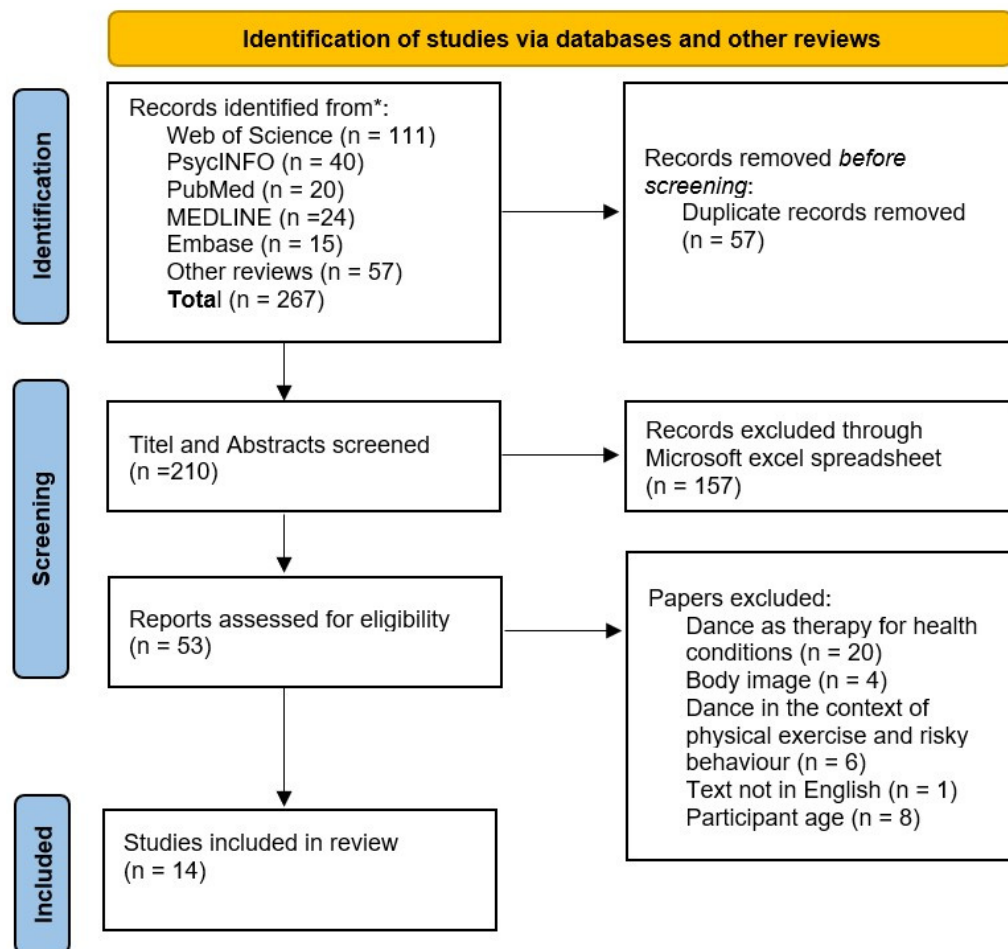 Identification of studies via databases and other reviews
Identification
Records identified from*:
Web of Science (n = 111)
PsycINFO (n = 40)
PubMed (n = 20)
MEDLINE (n =24)
Embase (n = 15)
Other reviews (n = 57)
Total (n = 267)
Records removed before
screening:
Duplicate records removed
(n = 57)
Screening
Titel and Abstracts screened
(n =210)
Records excluded through
Microsoft excel spreadsheet
(n = 157)
Reports assessed for eligibility
(n = 53)
Papers excluded:
Dance as therapy for health
conditions (n = 20)
Body image (n = 4)
Dance in the context of
physical exercise and risky
behaviour (n = 6)
Text not in English (n = 1)
Participant age (n = 8)
Included
Studies included in review
(n = 14)